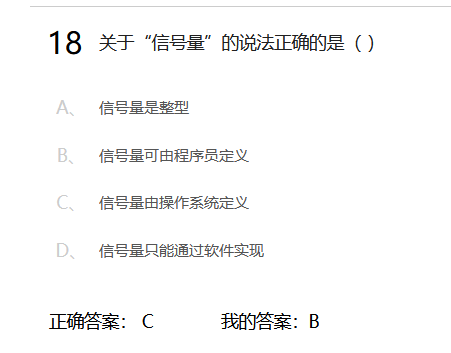 18 关于“信号量”的说法正确的是（ ）
A、 信号量是整型
B、 信号量可由程序员定义
C、 信号量由操作系统定义
D、 信号量只能通过软件实现
正确答案： C 我的答案：B